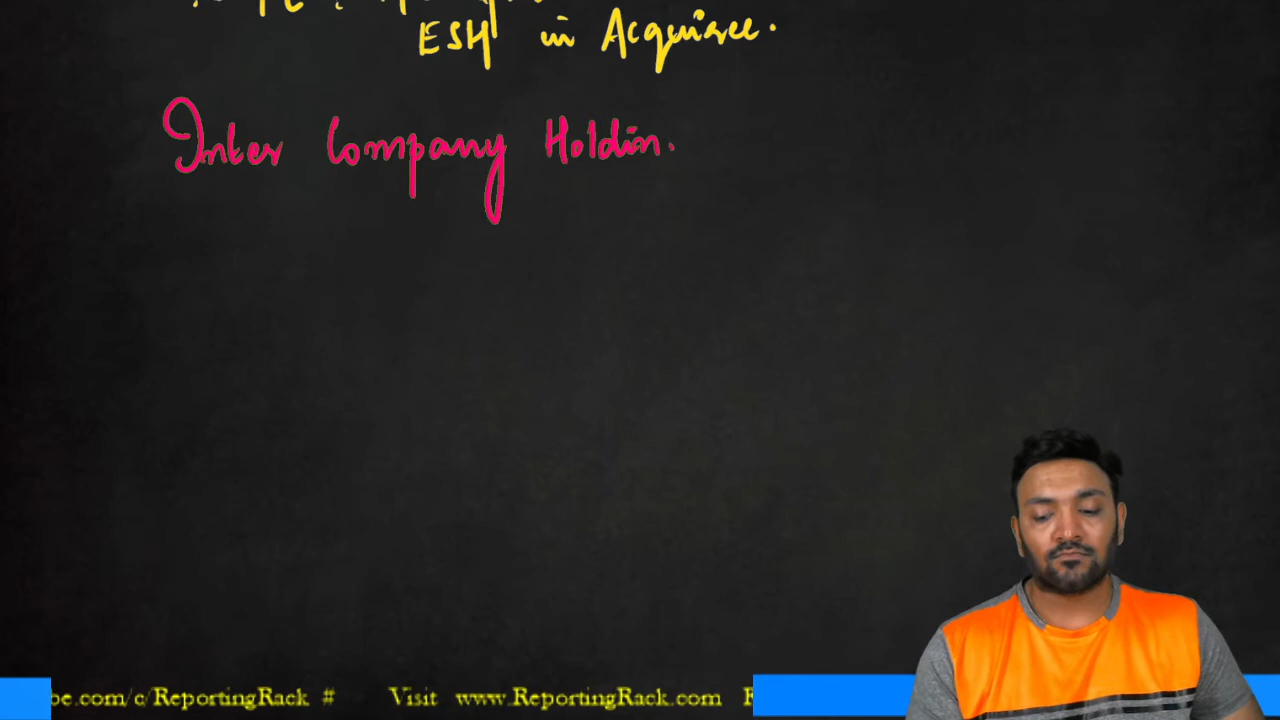 ESH in Acquiree.
Inter Company Holdin.
be.com/c/ReportingRack # Visit www.ReportingRack.com F